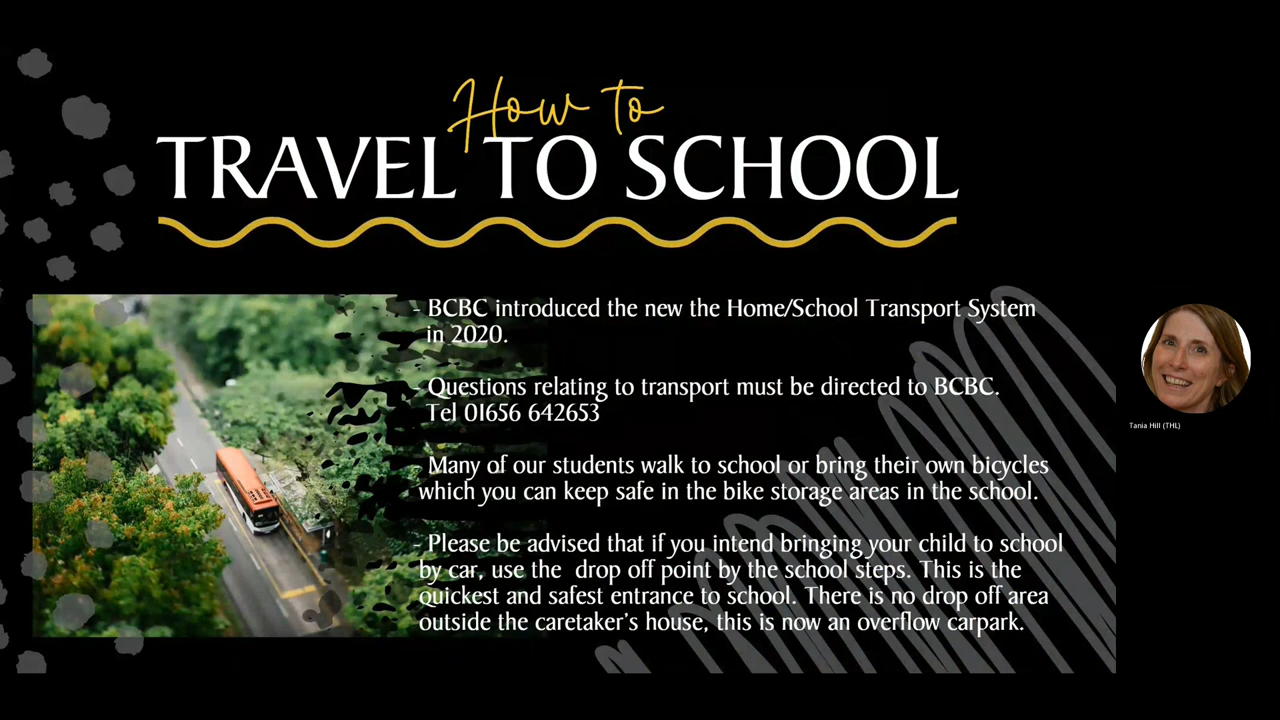 How to
TRAVEL TO SCHOOL
- BCBC introduced the new the Home/School Transport System
in 2020.
- Questions relating to transport must be directed to BCBC.
Tel 01656 642653
- Many of our students walk to school or bring their own bicycles
which you can keep safe in the bike storage areas in the school.
- Please be advised that if you intend bringing your child to school
by car, use the drop off point by the school steps. This is the
quickest and safest entrance to school. There is no drop off area
outside the caretaker's house, this is now an overflow carpark.
Tania Hill (THL)